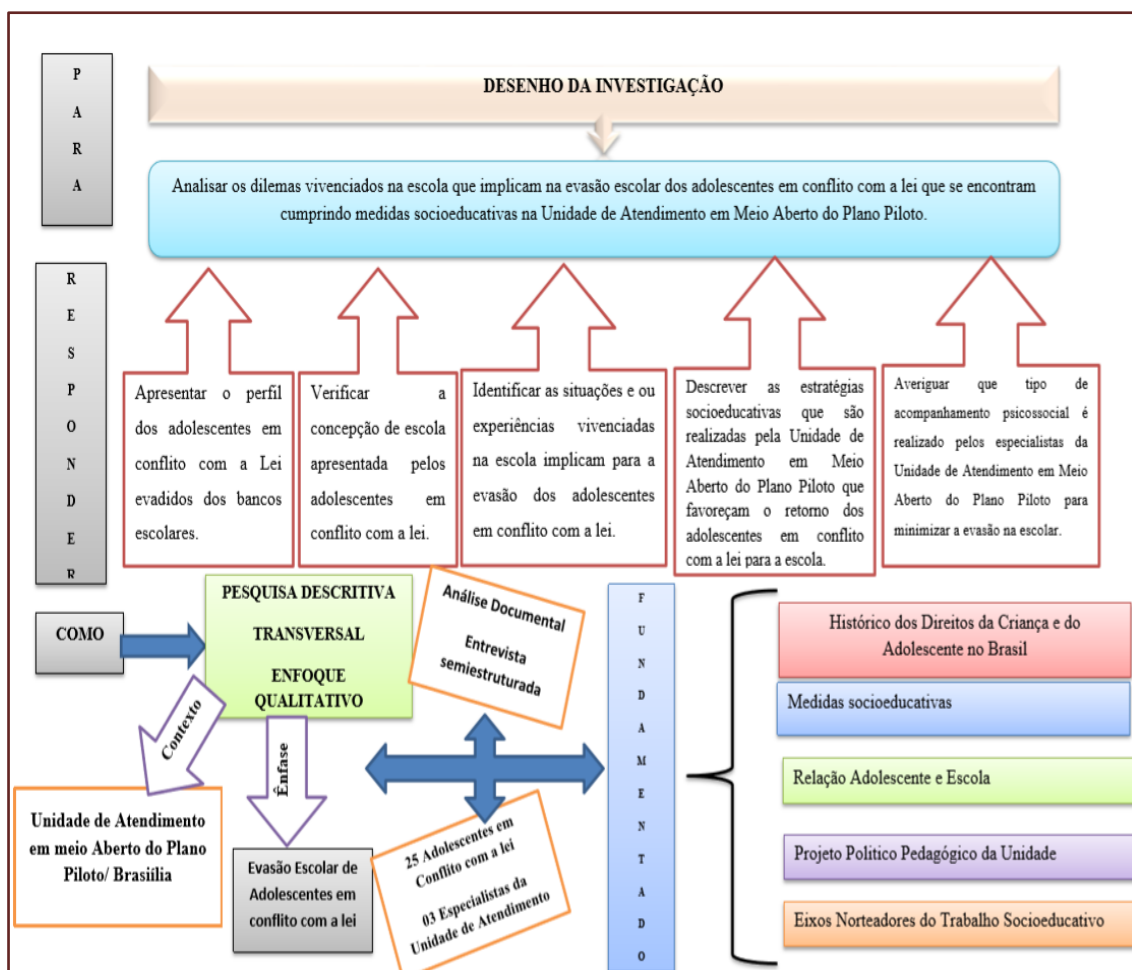 P
A
R
A
DESENHO DA INVESTIGAÇÃO
Analisar os dilemas vivenciados na escola que implicam na evasão escolar dos adolescentes em conflito com a lei que se encontram
cumprindo medidas socioeducativas na Unidade de Atendimento em Meio Aberto do Plano Piloto.
R
E
S
P
O
N
D
E
R
Apresentar o perfil
dos adolescentes em
conflito com a Lei
evadidos dos bancos
escolares.
Verificar a
concepção de escola
apresentada pelos
adolescentes em
conflito com a lei.
Identificar as situações e ou
experiências vivenciadas
na escola implicam para a
evasão dos adolescentes
em conflito com a lei.
Descrever as estratégias
socioeducativas que são
realizadas pela Unidade de
Atendimento em Meio
Aberto do Plano Piloto que
favoreçam o retorno dos
adolescentes em conflito
com a lei para a escola.
Averiguar que tipo de
acompanhamento psicossocial é
realizado pelos especialistas da
Unidade de Atendimento em Meio
Aberto do Plano Piloto para
minimizar a evasão na escolar.
COMO
PESQUISA DESCRITIVA
TRANSVERSAL
ENFOQUE
QUALITATIVO
Análise Documental
Entrevista
semiestruturada
Contexto
Ênfase
Unidade de Atendimento
em meio Aberto do Plano
Piloto/ Brasiília
Evasão Escolar de
Adolescentes em
conflito com a lei
25 Adolescentes em
Conflito com a lei
03 Especialistas da
Unidade de Atendimento
F
U
N
D
A
M
E
N
T
A
D
O
Histórico dos Direitos da Criança e do
Adolescente no Brasil
Medidas socioeducativas
Relação Adolescente e Escola
Projeto Politico Pedagógico da Unidade
Eixos Norteadores do Trabalho Socioeducativo